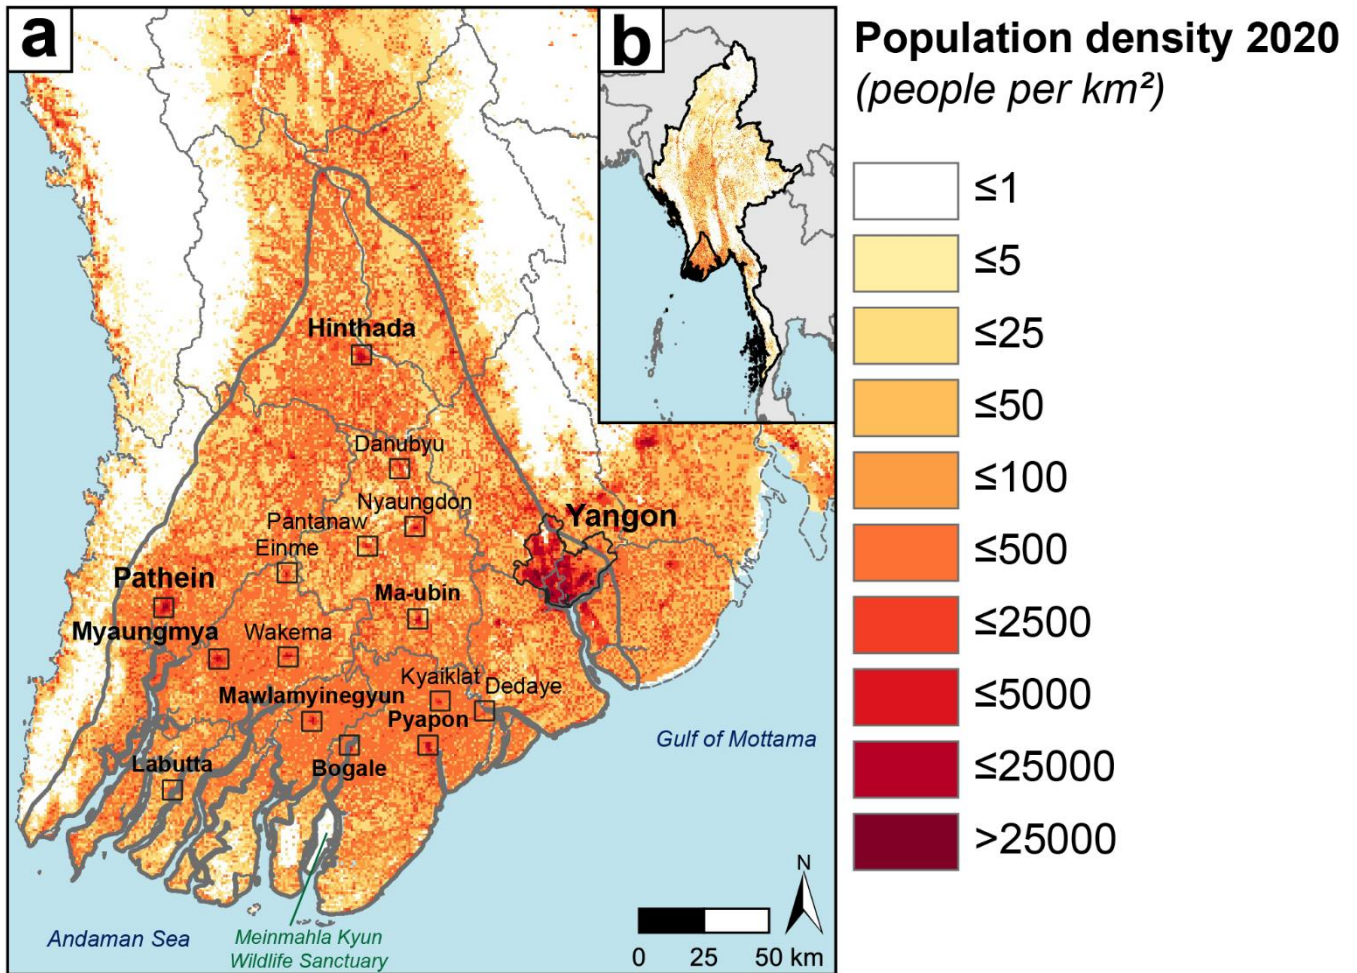 a
b
Population density 2020
(people per km²)
≤1
≤5
≤25
≤50
≤100
≤500
≤2500
≤5000
≤25000
>25000
Hinthada
Danubyu
Nyaungdon
Pantanaw
Einme
Yangon
Pathein
Ma-ubin
Myaungmya
Wakema
Kyaiklat
Dedaye
Mawlamyinegyun
Pyapon
Labutta
Bogale
Gulf of Mottama
Andaman Sea
Meinmahla Kyun
Wildlife Sanctuary
N
0 25 50 km